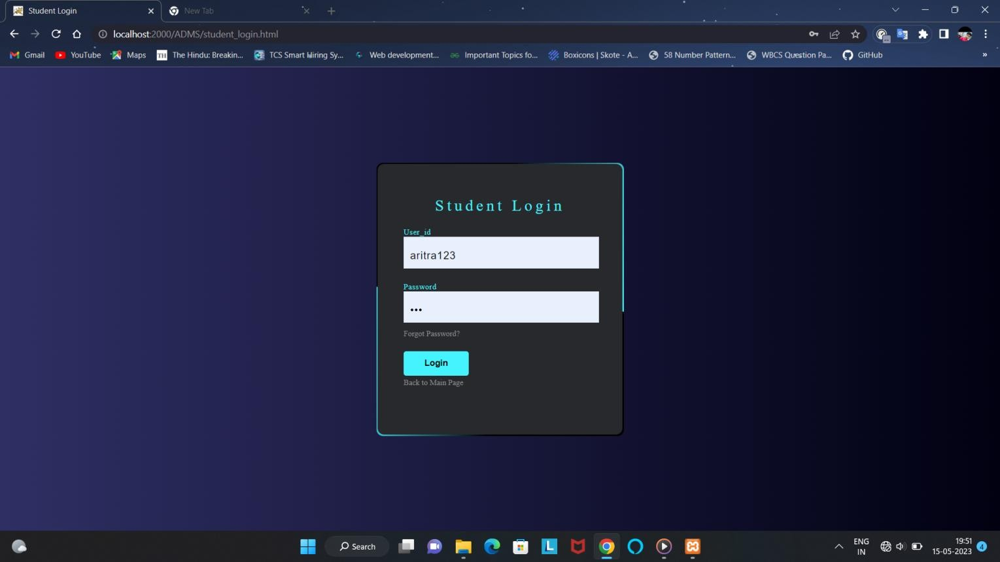 Student Login
New Tab
localhost:2000/ADMS/student_login.html
Gmail YouTube Maps TH The Hindu: Breakin... TCS Smart Hiring Sy... Web development... Important Topics fo... Boxicons | Skote - A... 58 Number Pattern... WBCS Question Pa... GitHub »
Student Login
User_id
aritra123
Password
•••
Forgot Password?
Login
Back to Main Page
Search
L
ENG
IN
19:51
15-05-2023
4